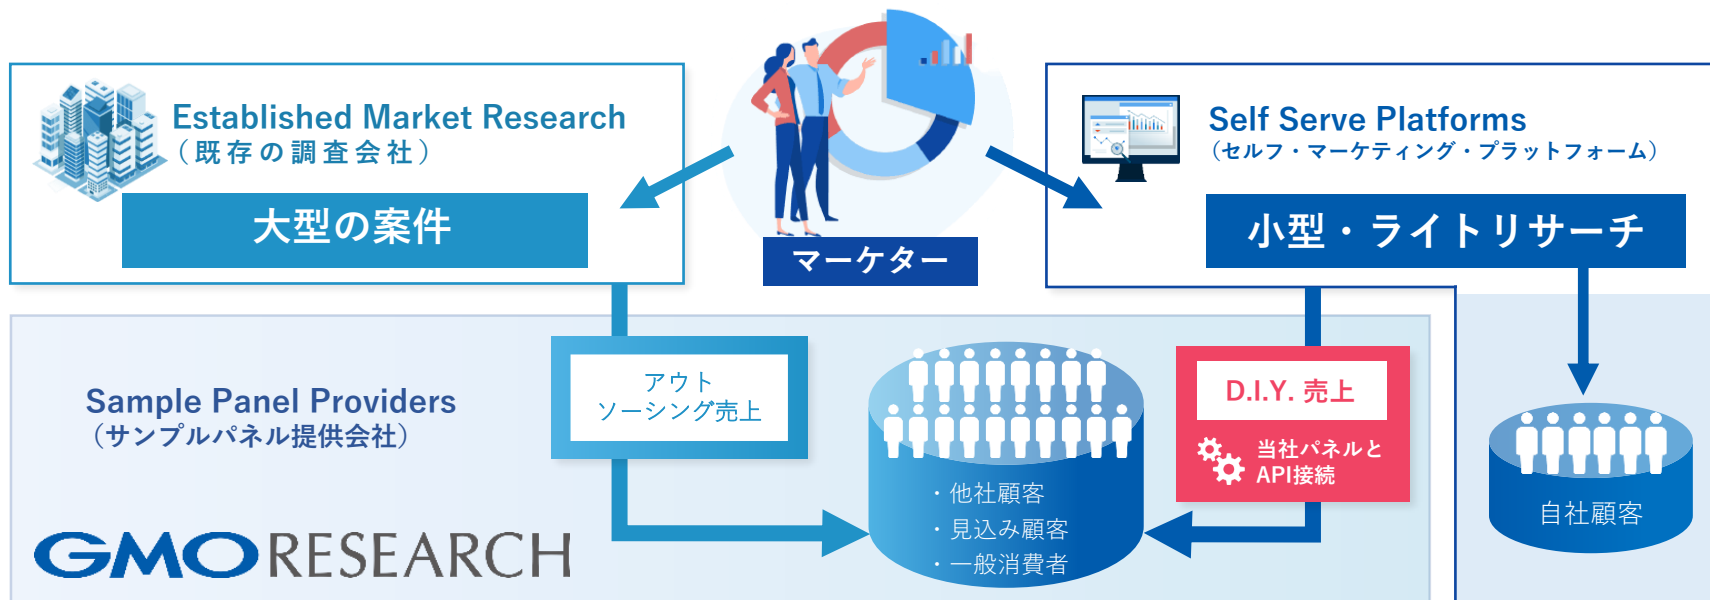 Established Market Research
（既存の調査会社）
大型の案件
マーケター
Self Serve Platforms
（セルフ・マーケティング・プラットフォーム）
小型・ライトリサーチ
Sample Panel Providers
（サンプルパネル提供会社）
アウト
ソーシング売上
・他社顧客
・見込み顧客
・一般消費者
D.I.Y. 売上
当社パネルと
API接続
自社顧客
GMO RESEARCH